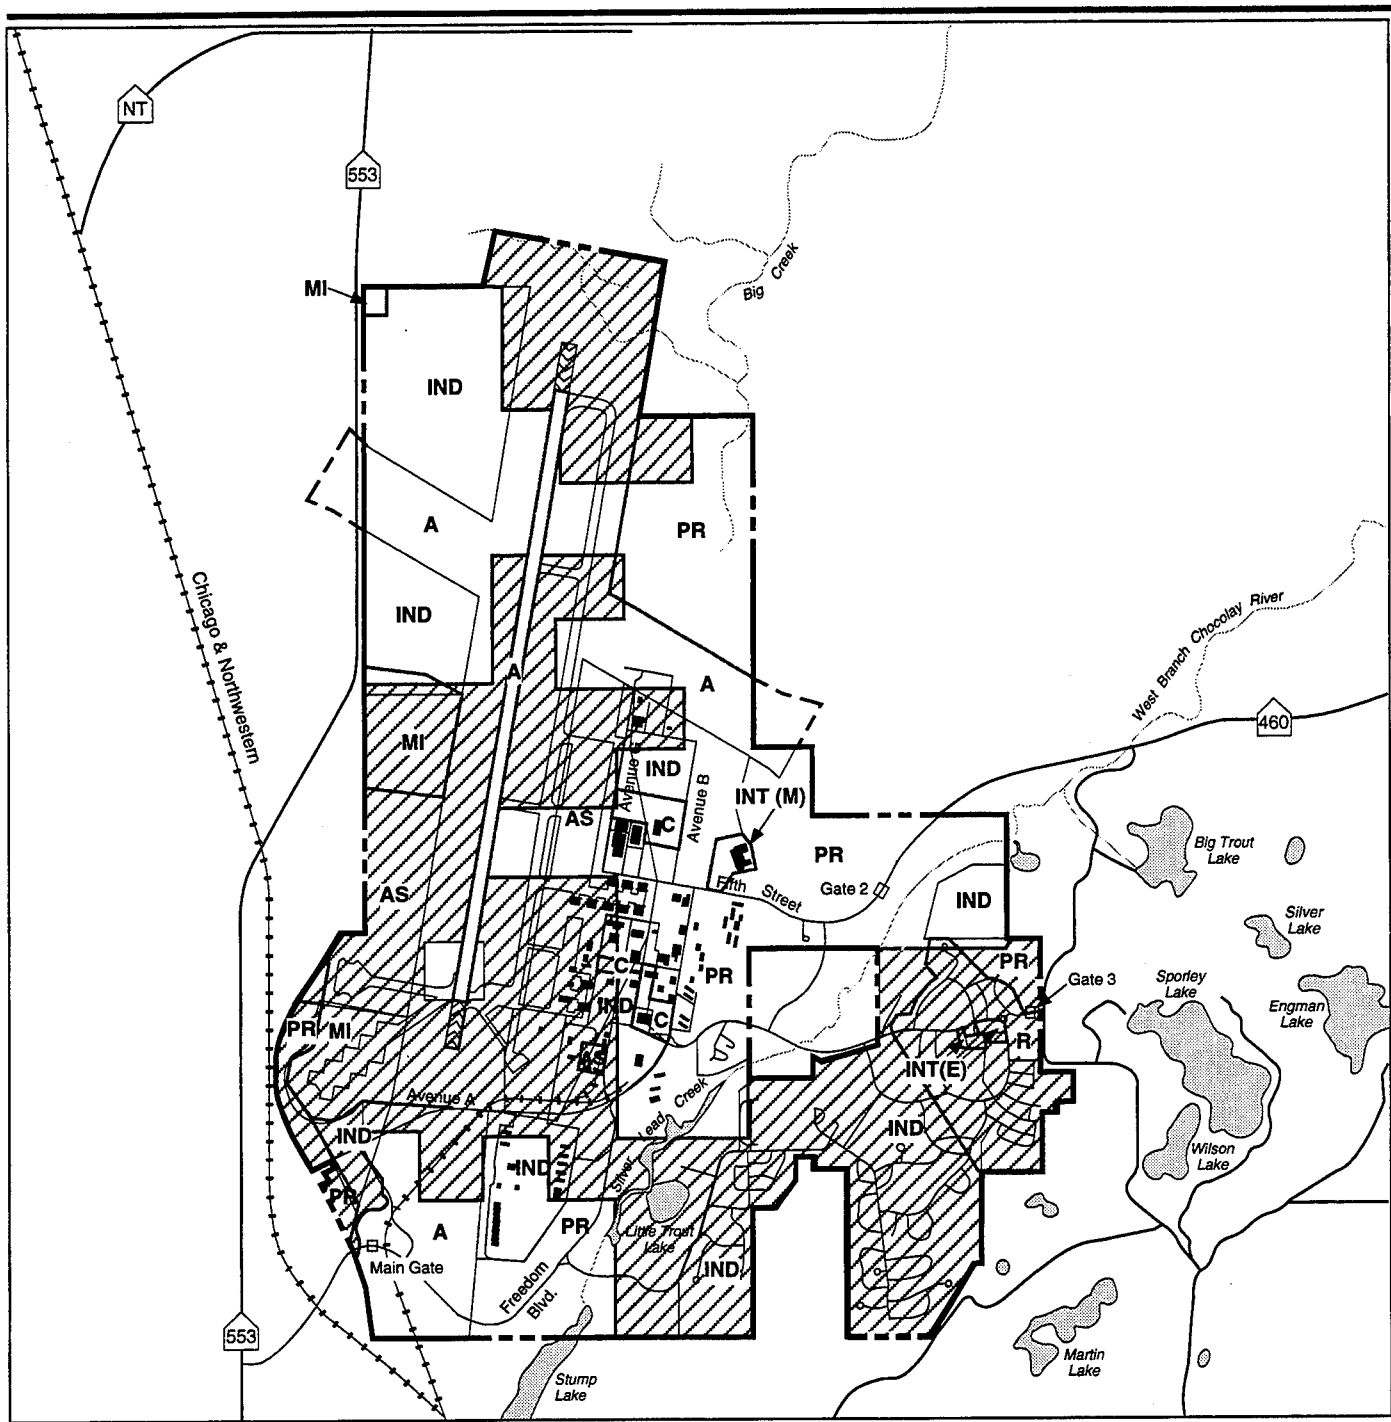 NT
553
Big Creek
MI
IND
A
PR
IND
Chicago & Northwestern
West Branch Chocolay River
A
A
460
MI
IND
Avenue B
INT (M)
AS
C
Big Trout
Lake
PR
Fifth Street
Gate 2
IND
AS
Silver
Lake
PR
C
PR
Gate 3
Sporley
Lake
Engman
Lake
IND
C
PR
MI
R
INT(E)
Avenue A
Silver Lead Creek
IND
IND
IND
Wilson
Lake
PR
A
PR
Little Trout
Lake
Main Gate
IND
Freedom
Blvd.
553
Martin
Lake
Stump
Lake